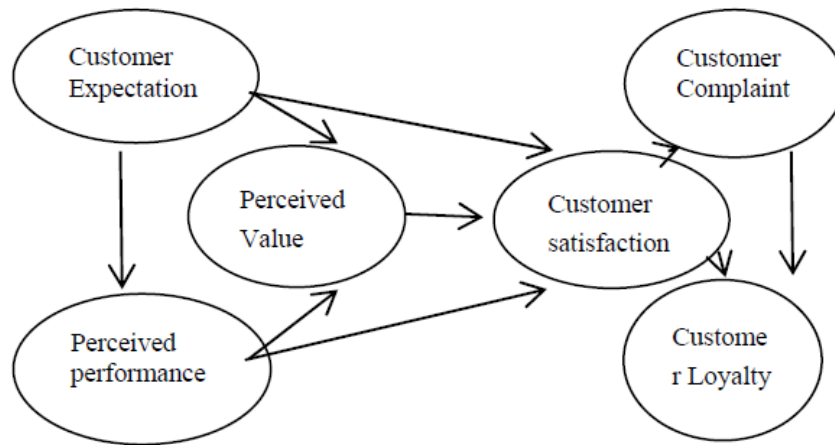 Customer
Expectation
Customer
Complaint
Perceived
Value
Customer
satisfaction
Perceived
performance
Custome
r Loyalty